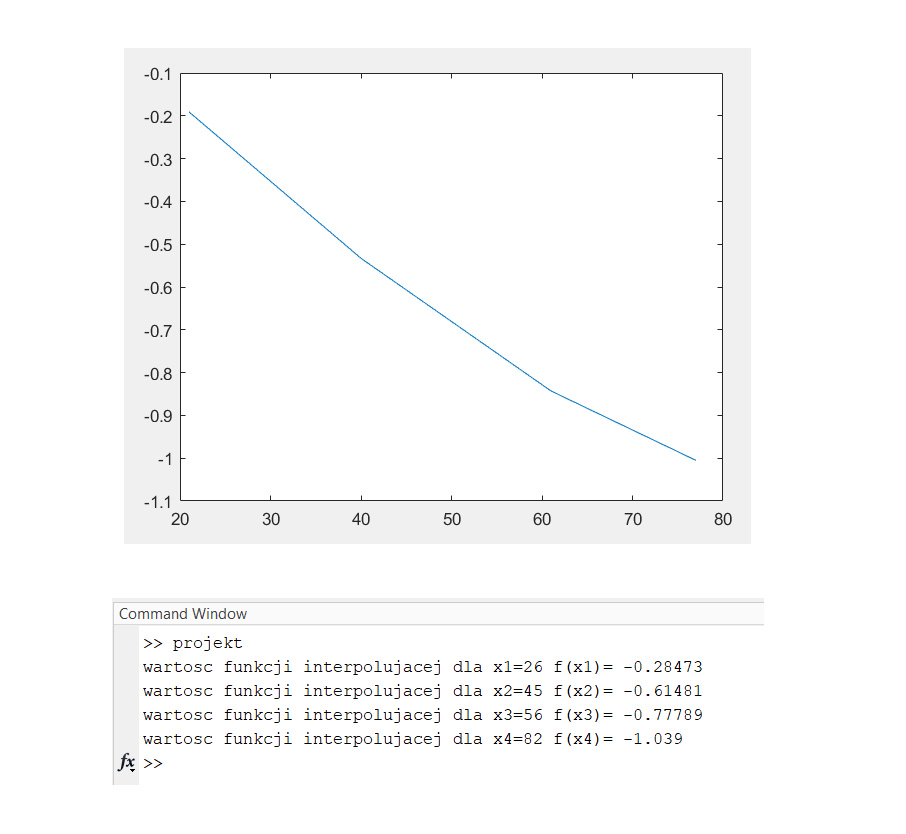 -0.1
-0.2
-0.3
-0.4
-0.5
-0.6
-0.7
-0.8
-0.9
-1
-1.1
20 30 40 50 60 70 80
Command Window
>> projekt
wartosc funkcji interpolujacej dla x1=26 f(x1)= -0.28473
wartosc funkcji interpolujacej dla x2=45 f(x2)= -0.61481
wartosc funkcji interpolujacej dla x3=56 f(x3)= -0.77789
wartosc funkcji interpolujacej dla x4=82 f(x4)= -1.039
fx >>